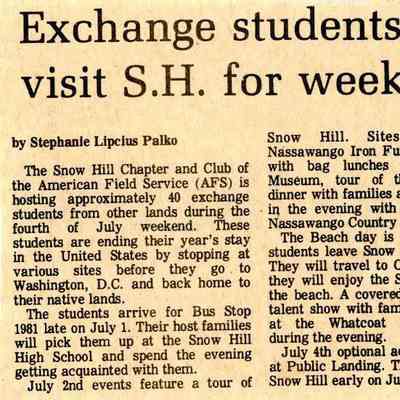 Exchange students
visit S.H. for week
by Stephanie Lipcius Palko
The Snow Hill Chapter and Club of
the American Field Service (AFS) is
hosting approximately 40 exchange
students from other lands during the
fourth of July weekend. These
students are ending their year's stay
in the United States by stopping at
various sites before they go to
Washington, D.C. and back home to
their native lands.
The students arrive for Bus Stop
1981 late on July 1. Their host families
will pick them up at the Snow Hill
High School and spend the evening
getting acquainted with them.
July 2nd events feature a tour of
Snow Hill. Sites
Nassawango Iron Fu
with bag lunches
Museum, tour of t
dinner with families a
in the evening with
Nassawango Country
The Beach day is
students leave Snow
They will travel to C
they will enjoy the S
the beach. A covered
talent show with fam
at the Whatcoat
during the evening.
July 4th optional ac
at Public Landing. T
Snow Hill early on Ju